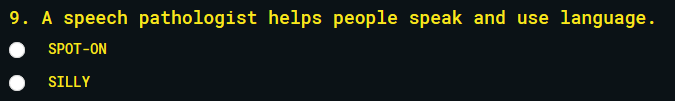 9. A speech pathologist helps people speak and use language.
SPOT-ON
SILLY